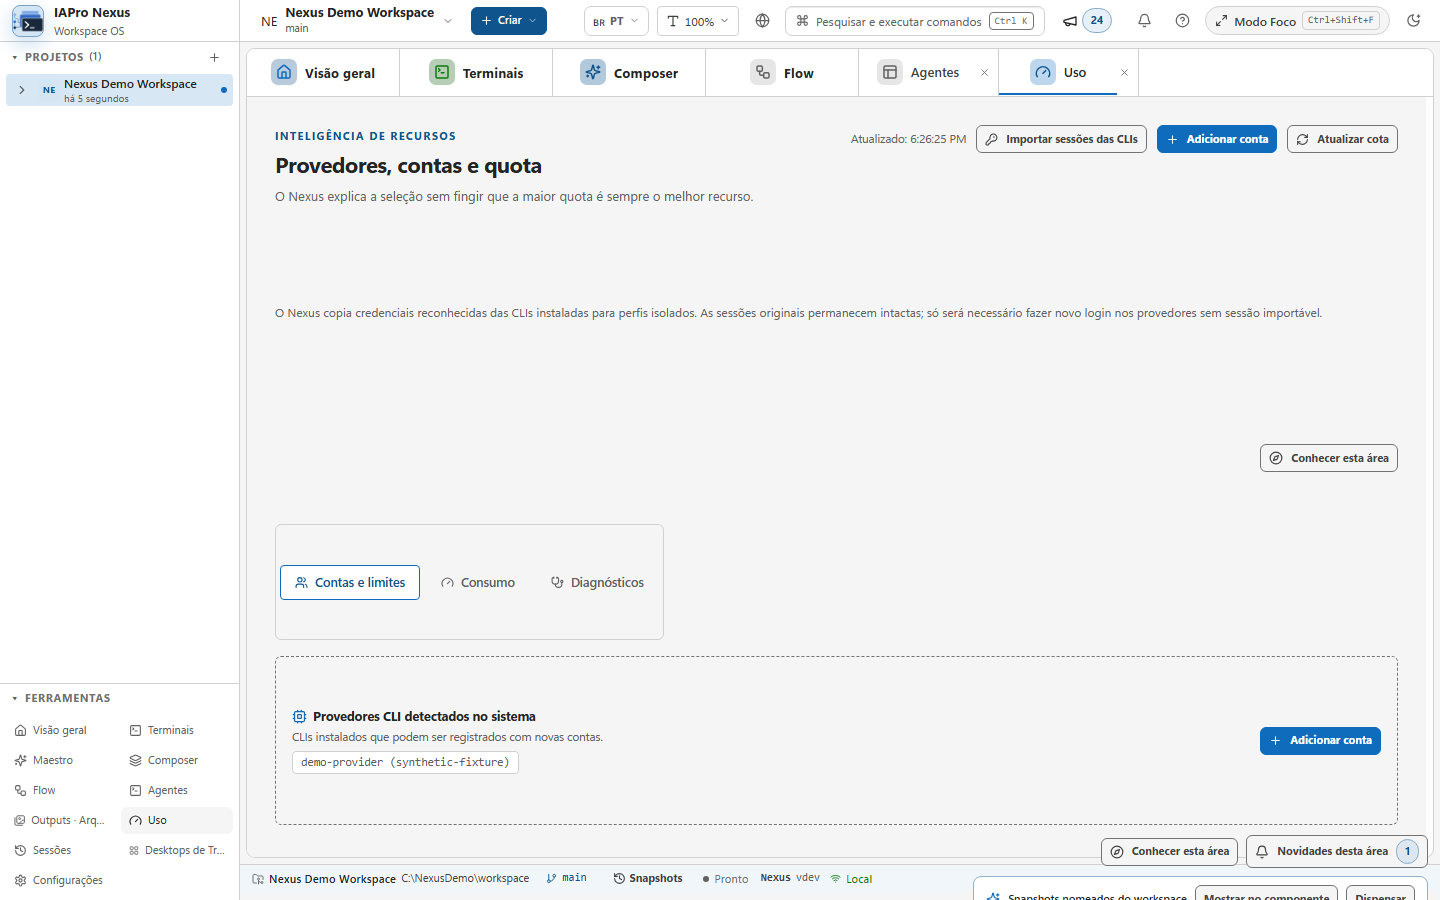 IAPro Nexus
Workspace OS
NE Nexus Demo Workspace
main
Criar
BR PT
100%
Pesquisar e executar comandos Ctrl K
24
Modo Foco Ctrl+Shift+F
PROJETOS (1)
NE Nexus Demo Workspace
há 5 segundos
Visão geral
Terminais
Composer
Flow
Agentes
Uso
INTELIGÊNCIA DE RECURSOS
Provedores, contas e quota
O Nexus explica a seleção sem fingir que a maior quota é sempre o melhor recurso.
Atualizado: 6:26:25 PM
Importar sessões das CLIs
Adicionar conta
Atualizar cota
O Nexus copia credenciais reconhecidas das CLIs instaladas para perfis isolados. As sessões originais permanecem intactas; só será necessário fazer novo login nos provedores sem sessão importável.
Conhecer esta área
Contas e limites
Consumo
Diagnósticos
Provedores CLI detectados no sistema
CLIs instalados que podem ser registrados com novas contas.
demo-provider (synthetic-fixture)
Adicionar conta
FERRAMENTAS
Visão geral
Terminais
Maestro
Composer
Flow
Agentes
Outputs · Arq...
Uso
Sessões
Desktops de Tr...
Configurações
Conhecer esta área
Novidades desta área 1
Nexus Demo Workspace C:\NexusDemo\workspace
main
Snapshots
Pronto
Nexus vdev
Local
Snapshots nomeados do workspace
Mostrar no componente
Dispensar